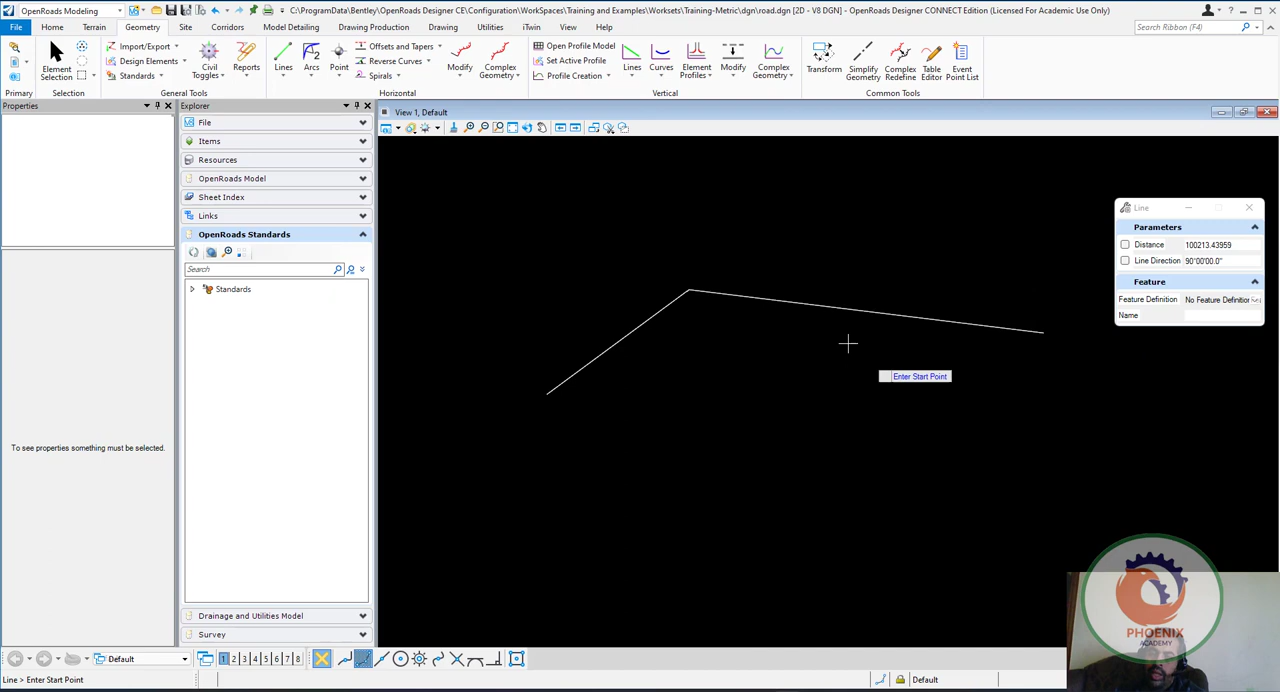 OpenRoads Modeling
C:\ProgramData\Bentley\OpenRoads Designer CE\Configuration\WorkSpaces\Training and Examples\Worksets\Training-Metric\dgn\road.dgn [2D - V8 DGN] - OpenRoads Designer CONNECT Edition (Licensed For Academic Use Only)
File Home Terrain Geometry Site Corridors Model Detailing Drawing Production Drawing Utilities iTwin View Help
Search Ribbon (F4)
Element Selection
Import/Export
Design Elements
Standards
Civil Toggles
Reports
Lines
Arcs
Point
Offsets and Tapers
Reverse Curves
Spirals
Modify
Complex Geometry
Open Profile Model
Set Active Profile
Profile Creation
Lines
Curves
Element Profiles
Modify
Complex Geometry
Transform
Simplify Geometry
Complex Redefine
Table Editor
Event Point List
Primary Selection General Tools Horizontal Vertical Common Tools
Properties
To see properties something must be selected.
Explorer
File
Items
Resources
OpenRoads Model
Sheet Index
Links
OpenRoads Standards
Search
Standards
Drainage and Utilities Model
Survey
View 1, Default
Enter Start Point
Line
Parameters
Distance 100213.43959
Line Direction 90°00'00.0"
Feature
Feature Definition No Feature Definition
Name
PHOENIX
ACADEMY
Default
1 2 3 4 5 6 7 8
Line > Enter Start Point
Default